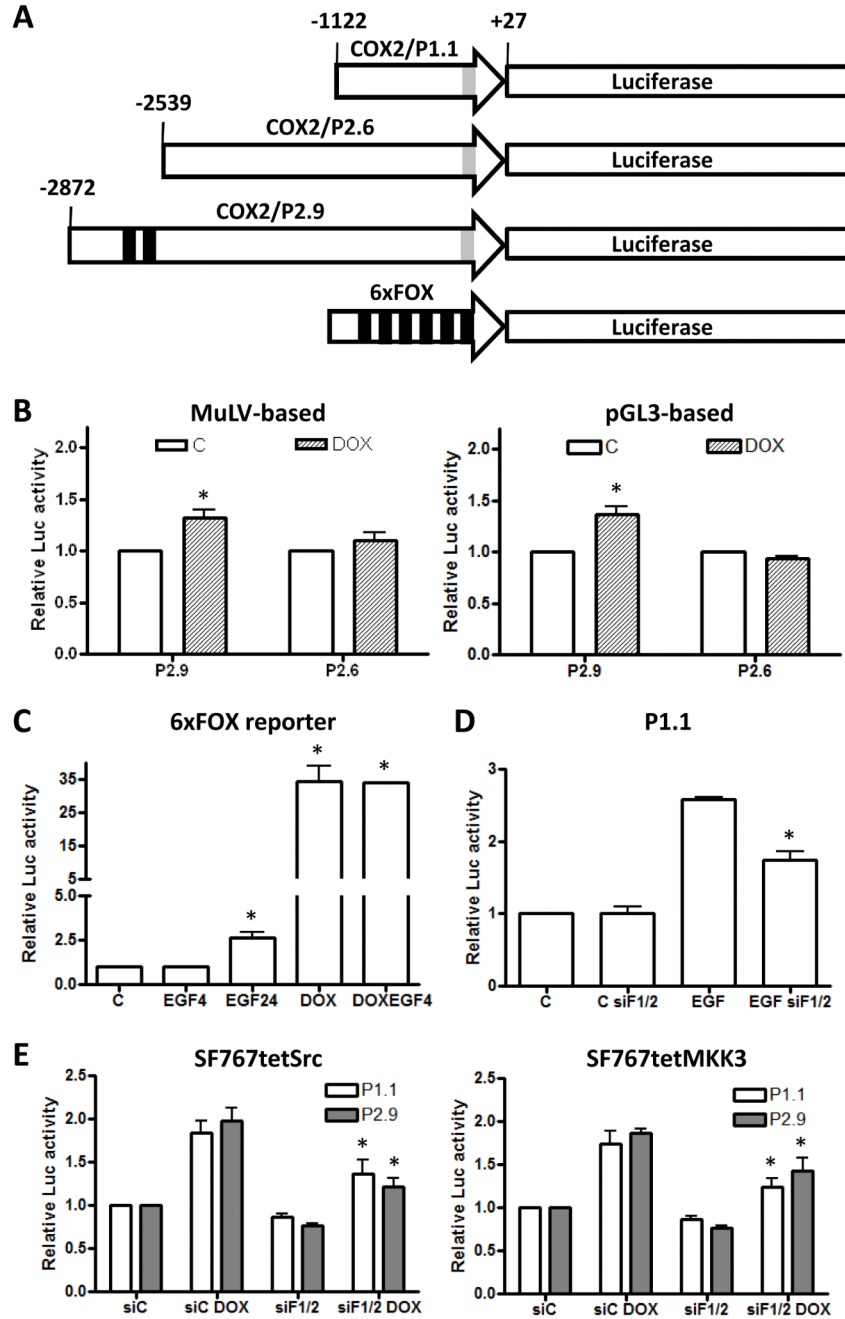 A
-1122
+27
COX2/P1.1
Luciferase
-2539
COX2/P2.6
Luciferase
-2872
COX2/P2.9
Luciferase
6xFOX
Luciferase
B
MuLV-based
Relative Luc activity
2.0
1.5
1.0
0.5
0.0
C
DOX
*
P2.9
P2.6
pGL3-based
Relative Luc activity
2.0
1.5
1.0
0.5
0.0
C
DOX
*
P2.9
P2.6
C
6xFOX reporter
Relative Luc activity
35
25
15
5
5.0
2.5
0.0
*
*
*
C
EGF4
EGF24
DOX
DOXEGF4
D
P1.1
Relative Luc activity
3
2
1
0
*
C
C siF1/2
EGF
EGF siF1/2
E
SF767tetSrc
Relative Luc activity
2.5
2.0
1.5
1.0
0.5
0.0
P1.1
P2.9
*
*
siC
siC DOX
siF1/2
siF1/2 DOX
SF767tetMKK3
Relative Luc activity
2.5
2.0
1.5
1.0
0.5
0.0
P1.1
P2.9
*
*
siC
siC DOX
siF1/2
siF1/2 DOX